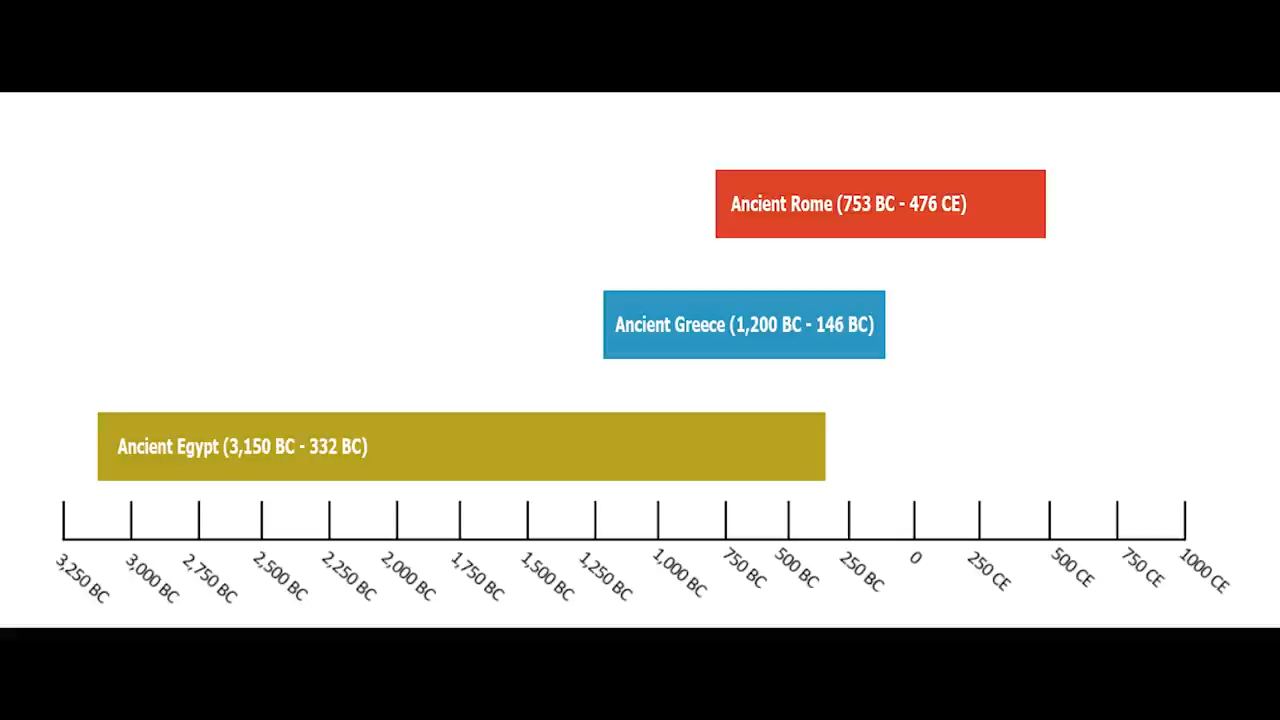 Ancient Rome (753 BC - 476 CE)
Ancient Greece (1,200 BC - 146 BC)
Ancient Egypt (3,150 BC - 332 BC)
3,250 BC
3,000 BC
2,750 BC
2,500 BC
2,250 BC
2,000 BC
1,750 BC
1,500 BC
1,250 BC
1,000 BC
750 BC
500 BC
250 BC
0
250 CE
500 CE
750 CE
1000 CE